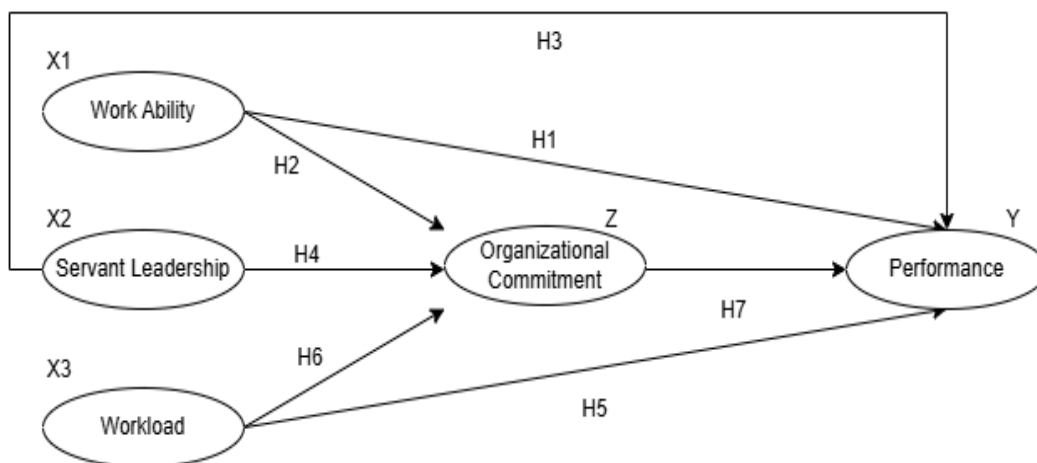 H3
X1
Work Ability
H1
H2
X2
Z
Y
Servant Leadership
H4
Organizational
Commitment
Performance
H7
H6
X3
H5
Workload